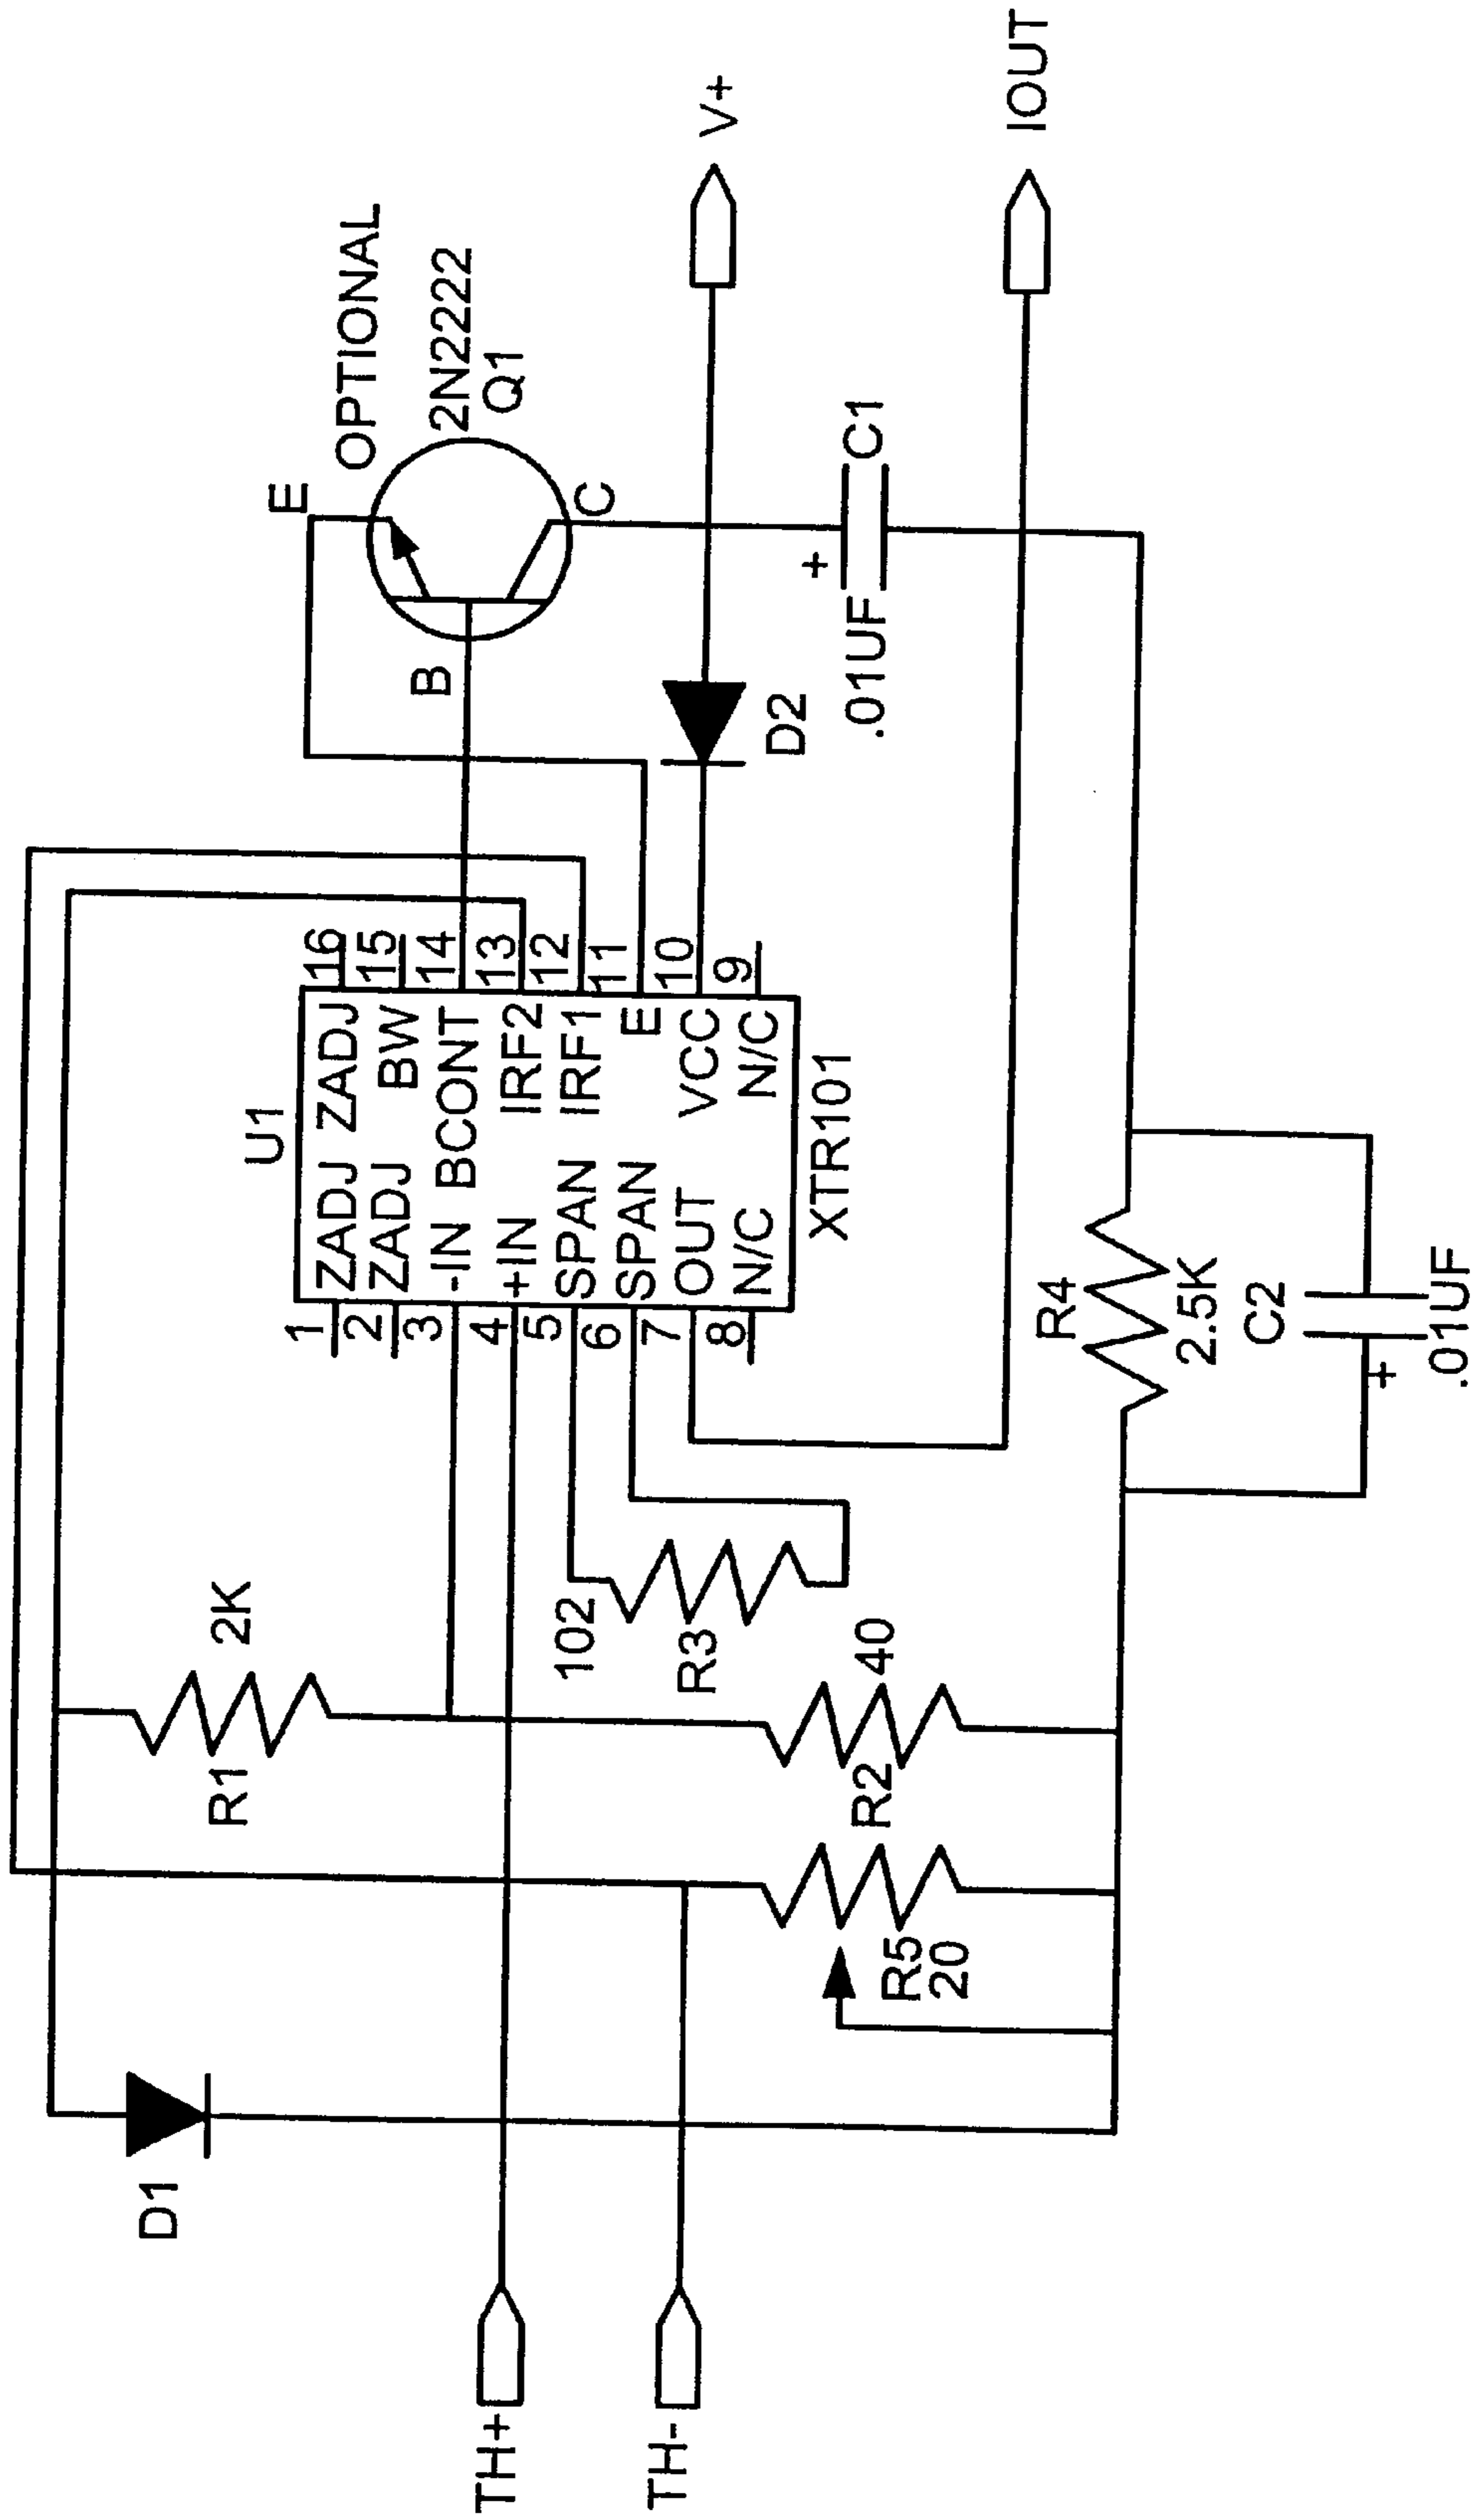 D1
R1
2K
U1
E
OPTIONAL
2N2222
Q1
B
C
1
ZADJ ZADJ
16
2
ZADJ BW
15
3
-IN BCONT
14
4
+IN IRF2
13
5
SPAN IRF1
12
6
SPAN E
11
7
OUT VCC
10
8
N/C N/C
9
XTR101
TH+
TH-
102
R3
R2
40
R5
20
D2
V+
+
.01UF
C1
IOUT
R4
2.5K
C2
+
.01UF